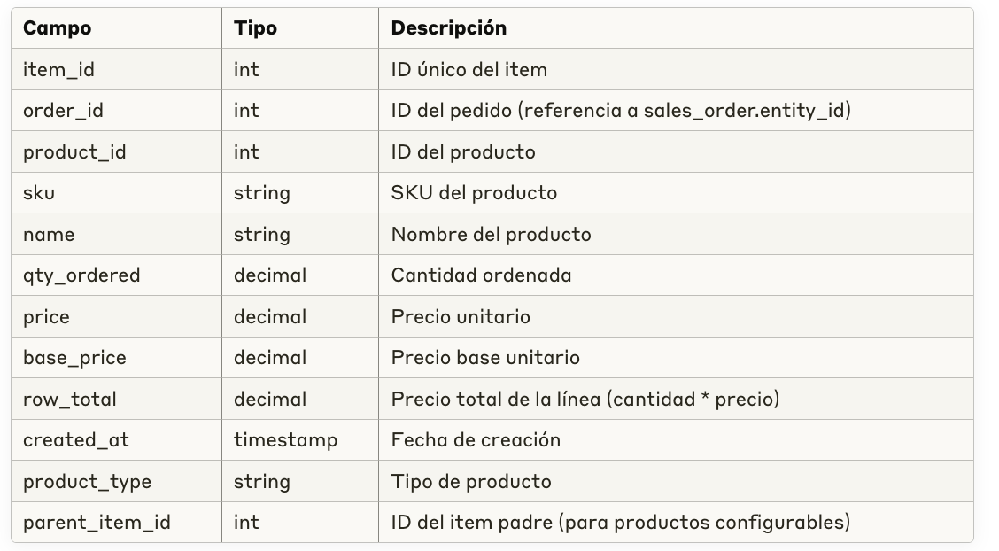 Campo Tipo Descripción
item_id int ID único del item
order_id int ID del pedido (referencia a sales_order.entity_id)
product_id int ID del producto
sku string SKU del producto
name string Nombre del producto
qty_ordered decimal Cantidad ordenada
price decimal Precio unitario
base_price decimal Precio base unitario
row_total decimal Precio total de la línea (cantidad * precio)
created_at timestamp Fecha de creación
product_type string Tipo de producto
parent_item_id int ID del item padre (para productos configurables)